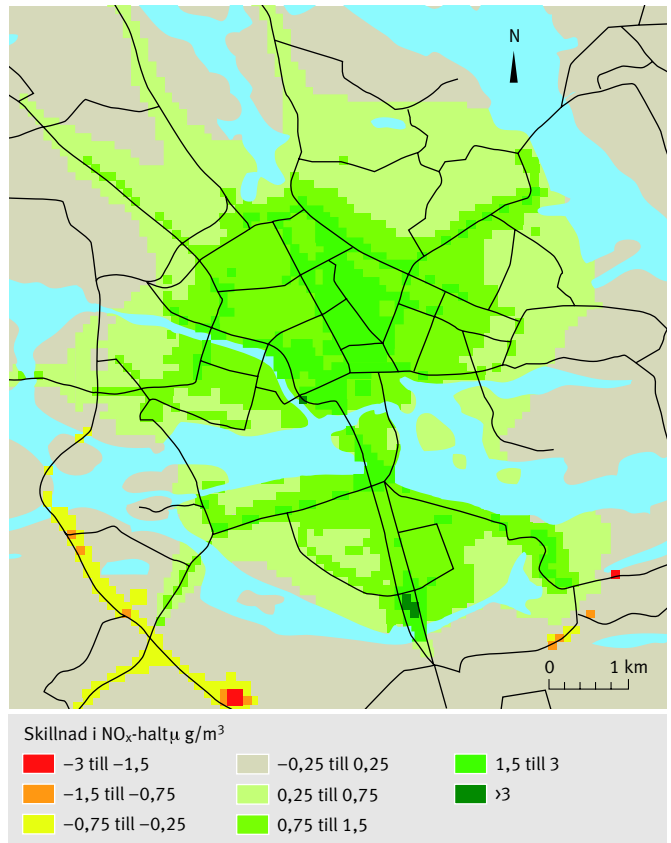 N
0 1 km
Skillnad i NOx-haltµ g/m³
−3 till −1,5
−1,5 till −0,75
−0,75 till −0,25
−0,25 till 0,25
0,25 till 0,75
0,75 till 1,5
1,5 till 3
>3